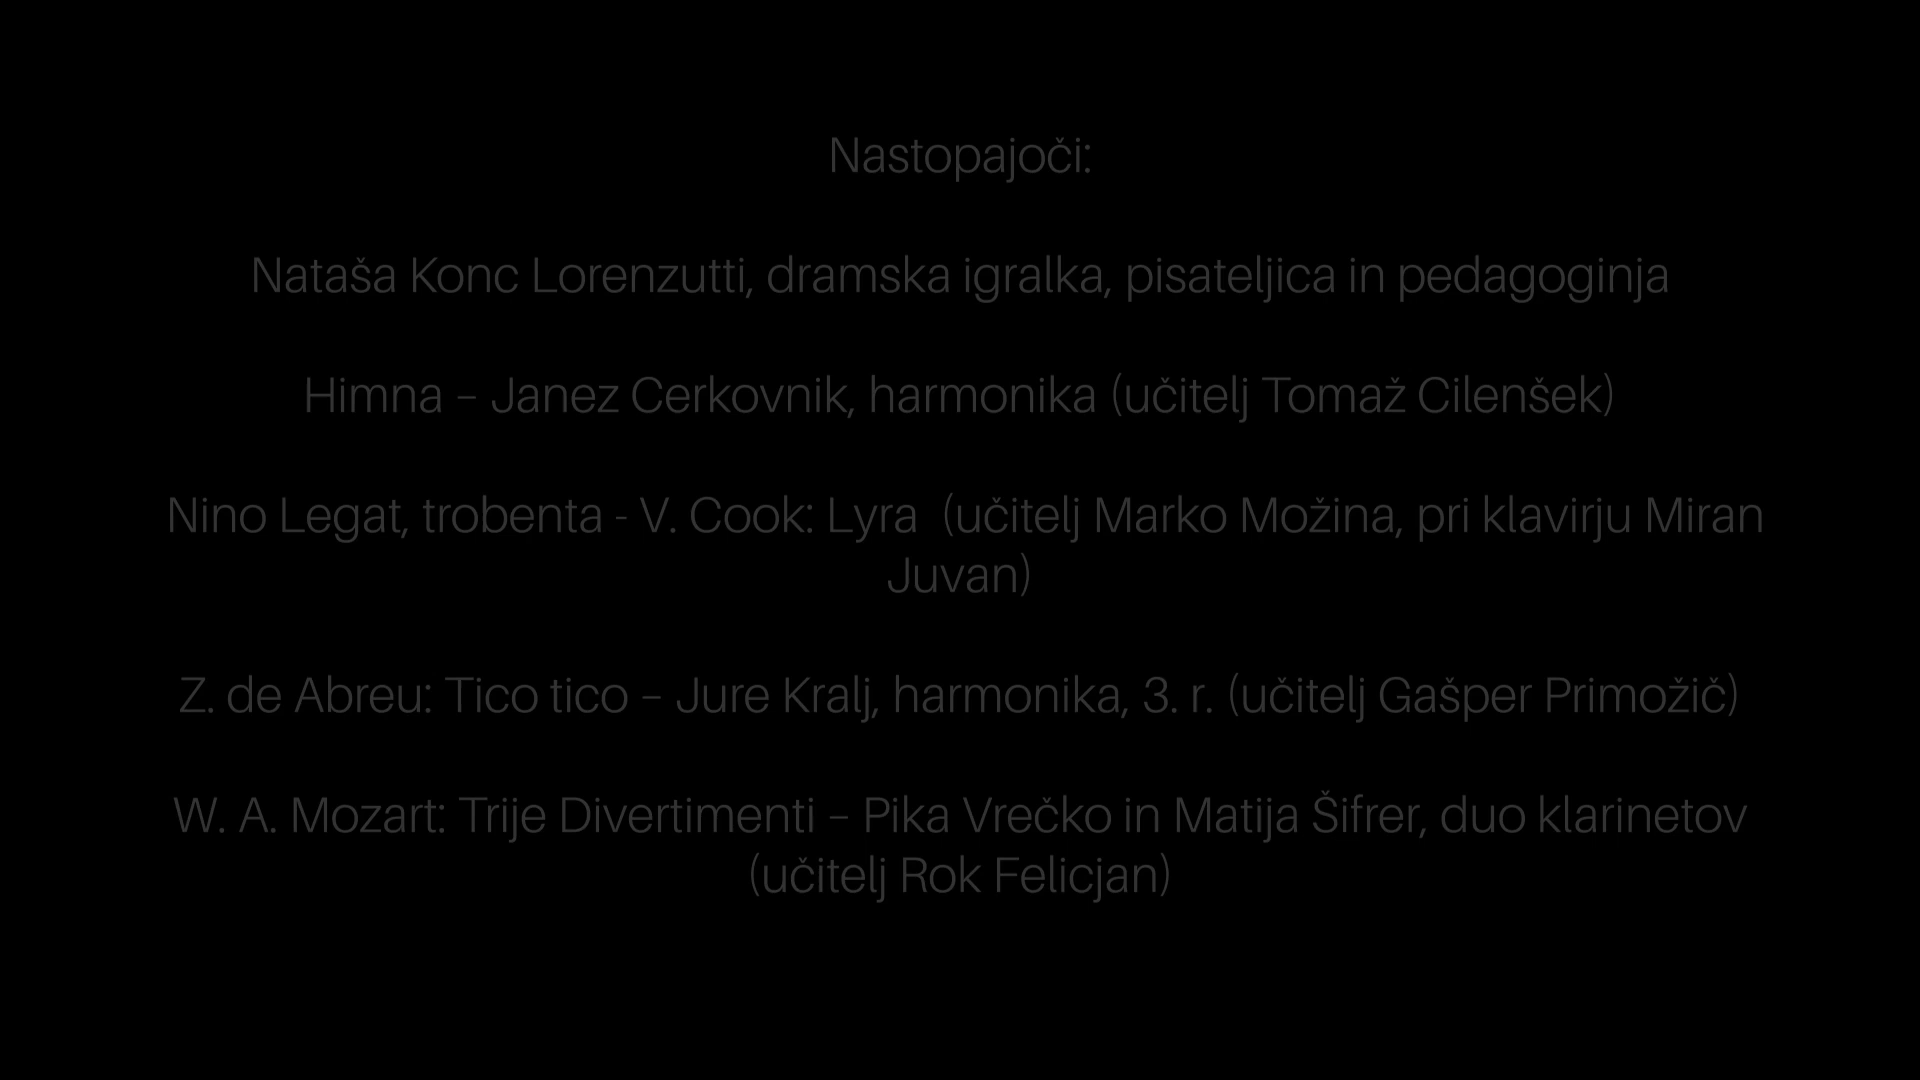 Nastopajoči:
Nataša Konc Lorenzutti, dramska igralka, pisateljica in pedagoginja
Himna – Janez Cerkovnik, harmonika (učitelj Tomaž Cilenšek)
Nino Legat, trobenta - V. Cook: Lyra  (učitelj Marko Možina, pri klavirju Miran
Juvan)
Z. de Abreu: Tico tico – Jure Kralj, harmonika, 3. r. (učitelj Gašper Primožič)
W. A. Mozart: Trije Divertimenti – Pika Vrečko in Matija Šifrer, duo klarinetov
(učitelj Rok Felicjan)